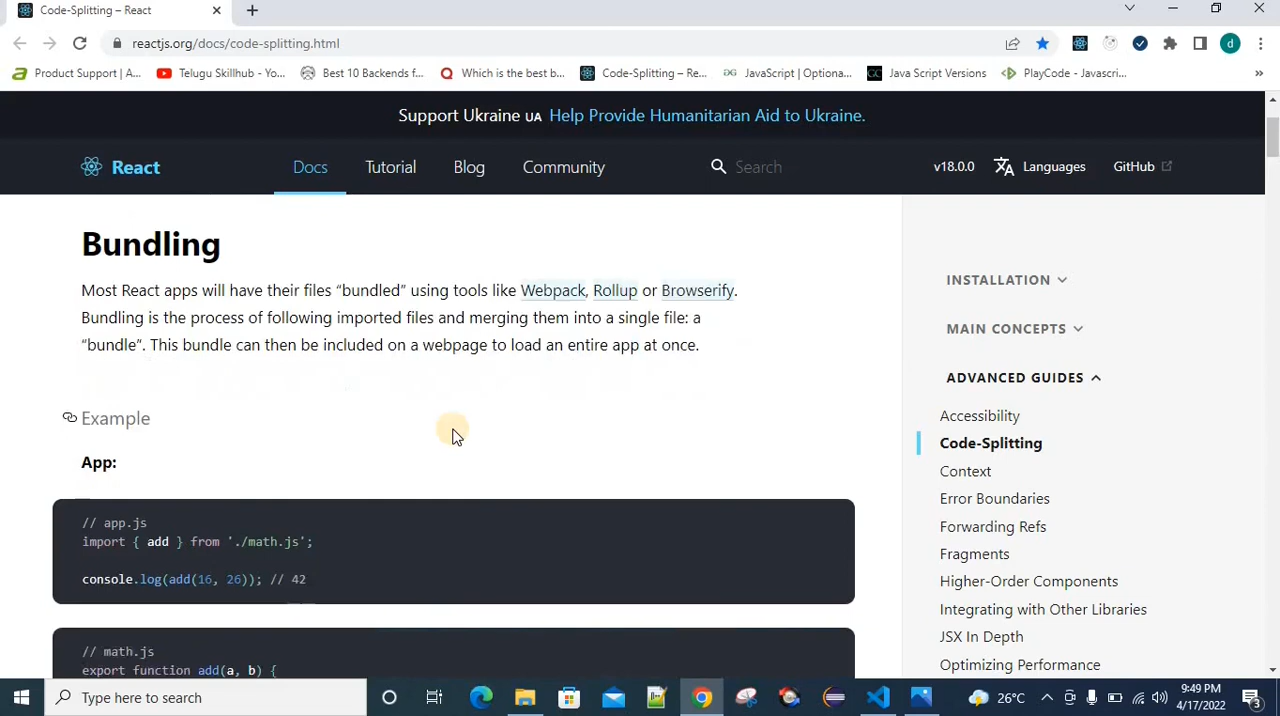 Code-Splitting – React
reactjs.org/docs/code-splitting.html
d
Product Support | A...
Telugu Skillhub - Yo...
Best 10 Backends f...
Which is the best b...
Code-Splitting – Re...
JavaScript | Optiona...
Java Script Versions
PlayCode - Javascri...
Support Ukraine UA Help Provide Humanitarian Aid to Ukraine.
React
Docs
Tutorial
Blog
Community
Search
v18.0.0
Languages
GitHub
Bundling
Most React apps will have their files “bundled” using tools like Webpack, Rollup or Browserify.
Bundling is the process of following imported files and merging them into a single file: a
“bundle”. This bundle can then be included on a webpage to load an entire app at once.
Example
App:
// app.js
import { add } from './math.js';
console.log(add(16, 26)); // 42
// math.js
export function add(a, b) {
INSTALLATION
MAIN CONCEPTS
ADVANCED GUIDES
Accessibility
Code-Splitting
Context
Error Boundaries
Forwarding Refs
Fragments
Higher-Order Components
Integrating with Other Libraries
JSX In Depth
Optimizing Performance
Type here to search
26°C
9:49 PM
4/17/2022
3